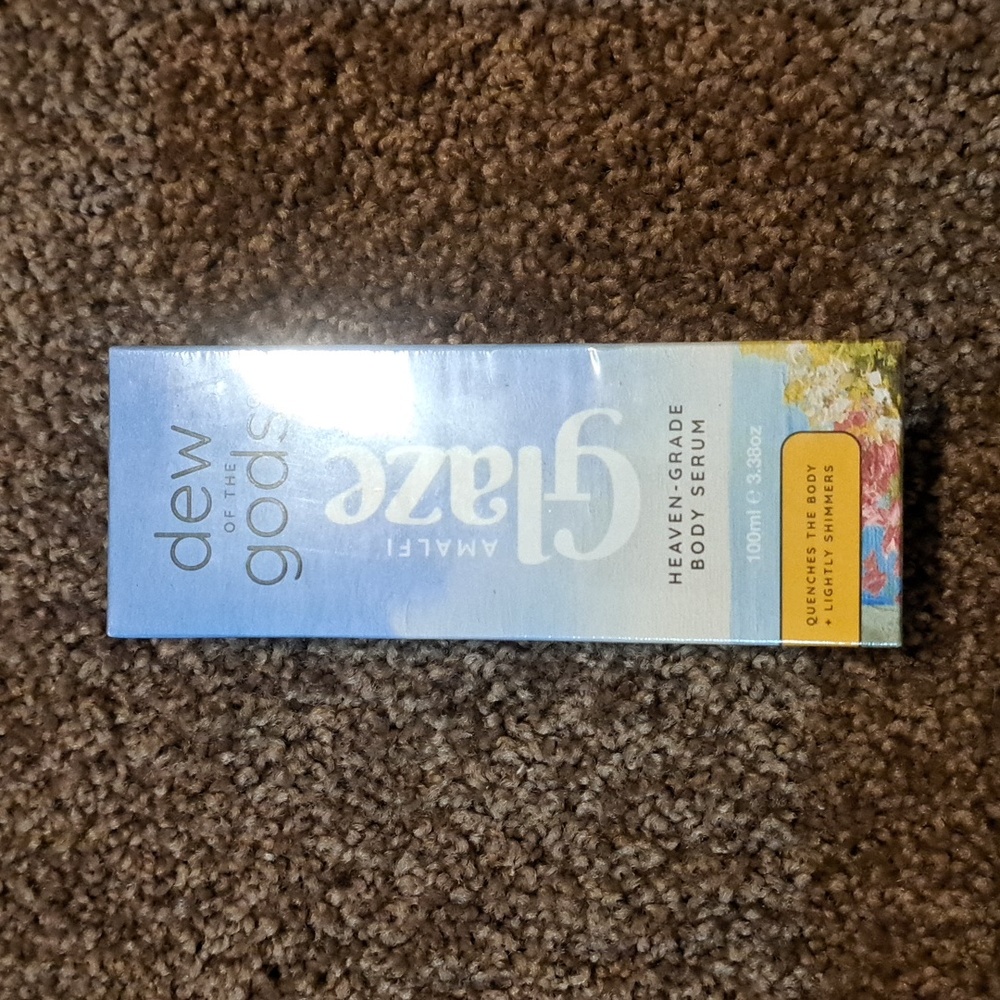 dew
OF THE
gods
AMALFI
glaze
HEAVEN-GRADE
BODY SERUM
100ml ℮ 3.38oz
QUENCHES THE BODY
+ LIGHTLY SHIMMERS